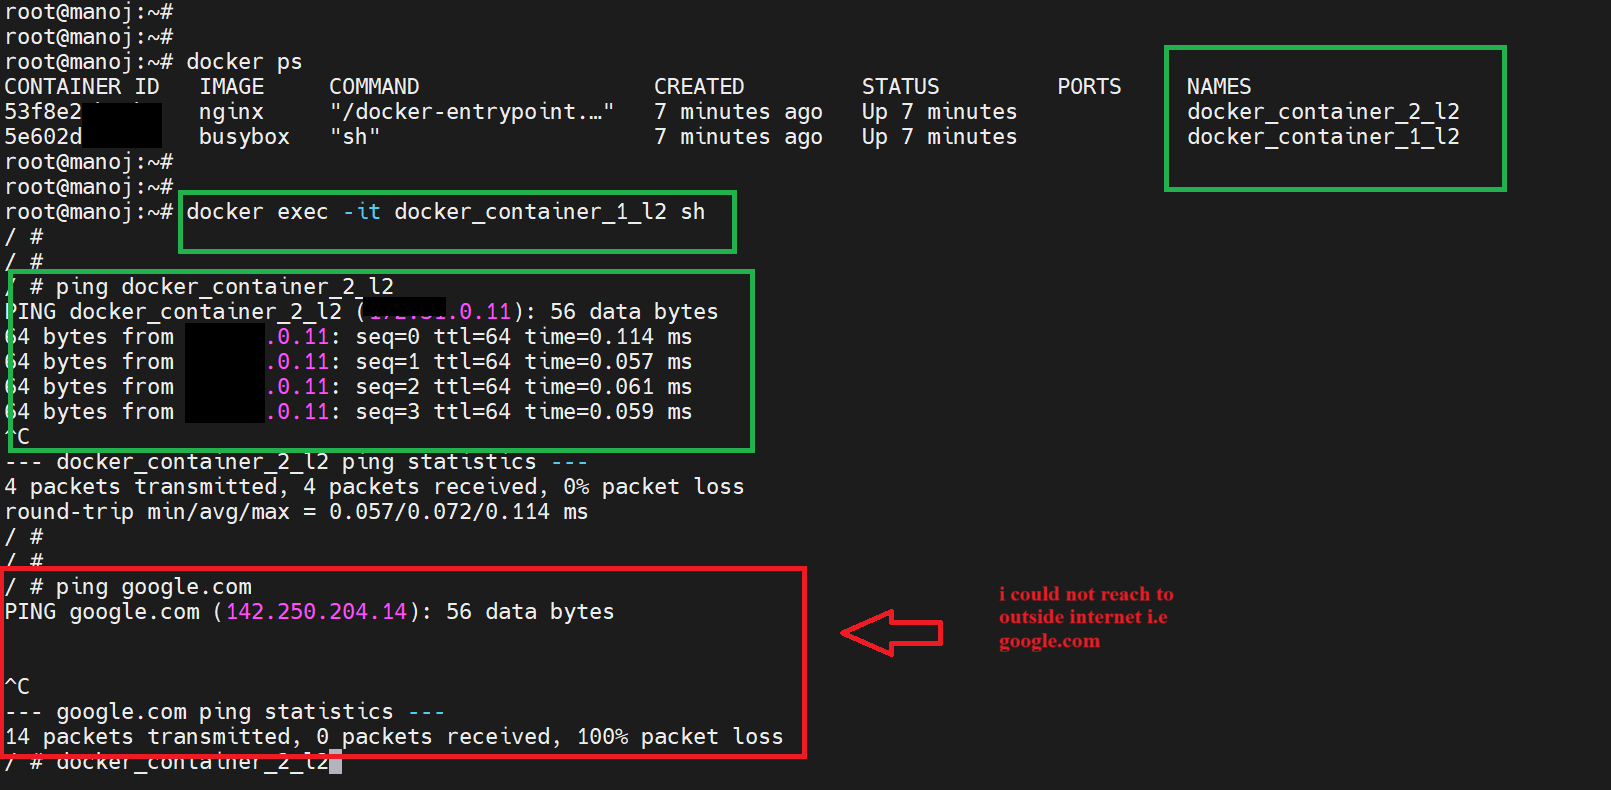 root@manoj:~#
root@manoj:~#
root@manoj:~# docker ps
CONTAINER ID   IMAGE     COMMAND                  CREATED         STATUS         PORTS     NAMES
53f8e2         nginx     "/docker-entrypoint.…"   7 minutes ago   Up 7 minutes             docker_container_2_l2
5e602d         busybox   "sh"                     7 minutes ago   Up 7 minutes             docker_container_1_l2
root@manoj:~#
root@manoj:~#
root@manoj:~# docker exec -it docker_container_1_l2 sh
/ #
/ #
/ # ping docker_container_2_l2
PING docker_container_2_l2 (.0.11): 56 data bytes
64 bytes from .0.11: seq=0 ttl=64 time=0.114 ms
64 bytes from .0.11: seq=1 ttl=64 time=0.057 ms
64 bytes from .0.11: seq=2 ttl=64 time=0.061 ms
64 bytes from .0.11: seq=3 ttl=64 time=0.059 ms
^C
--- docker_container_2_l2 ping statistics ---
4 packets transmitted, 4 packets received, 0% packet loss
round-trip min/avg/max = 0.057/0.072/0.114 ms
/ #
/ #
/ # ping google.com
PING google.com (142.250.204.14): 56 data bytes
^C
--- google.com ping statistics ---
14 packets transmitted, 0 packets received, 100% packet loss
/ # docker_container_2_l2
i could not reach to
outside internet i.e
google.com